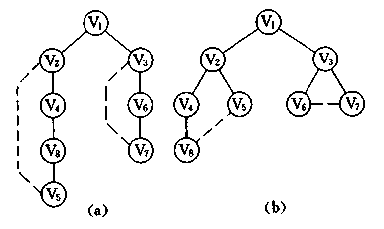 V1
V2 V3 V1
V2 V3
V4 V6 V4 V5 V6 V7
V8 V7 V8
V5
(a) (b)